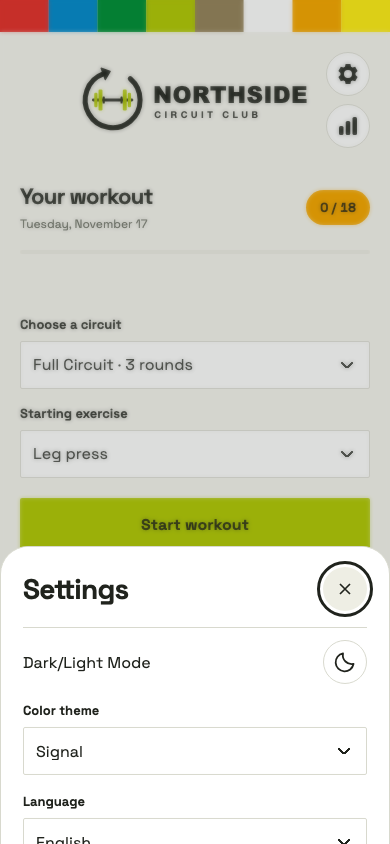 NORTHSIDE
CIRCUIT CLUB
Your workout
Tuesday, November 17
0 / 18
Choose a circuit
Full Circuit · 3 rounds
Starting exercise
Leg press
Start workout
Settings
Dark/Light Mode
Color theme
Signal
Language
English